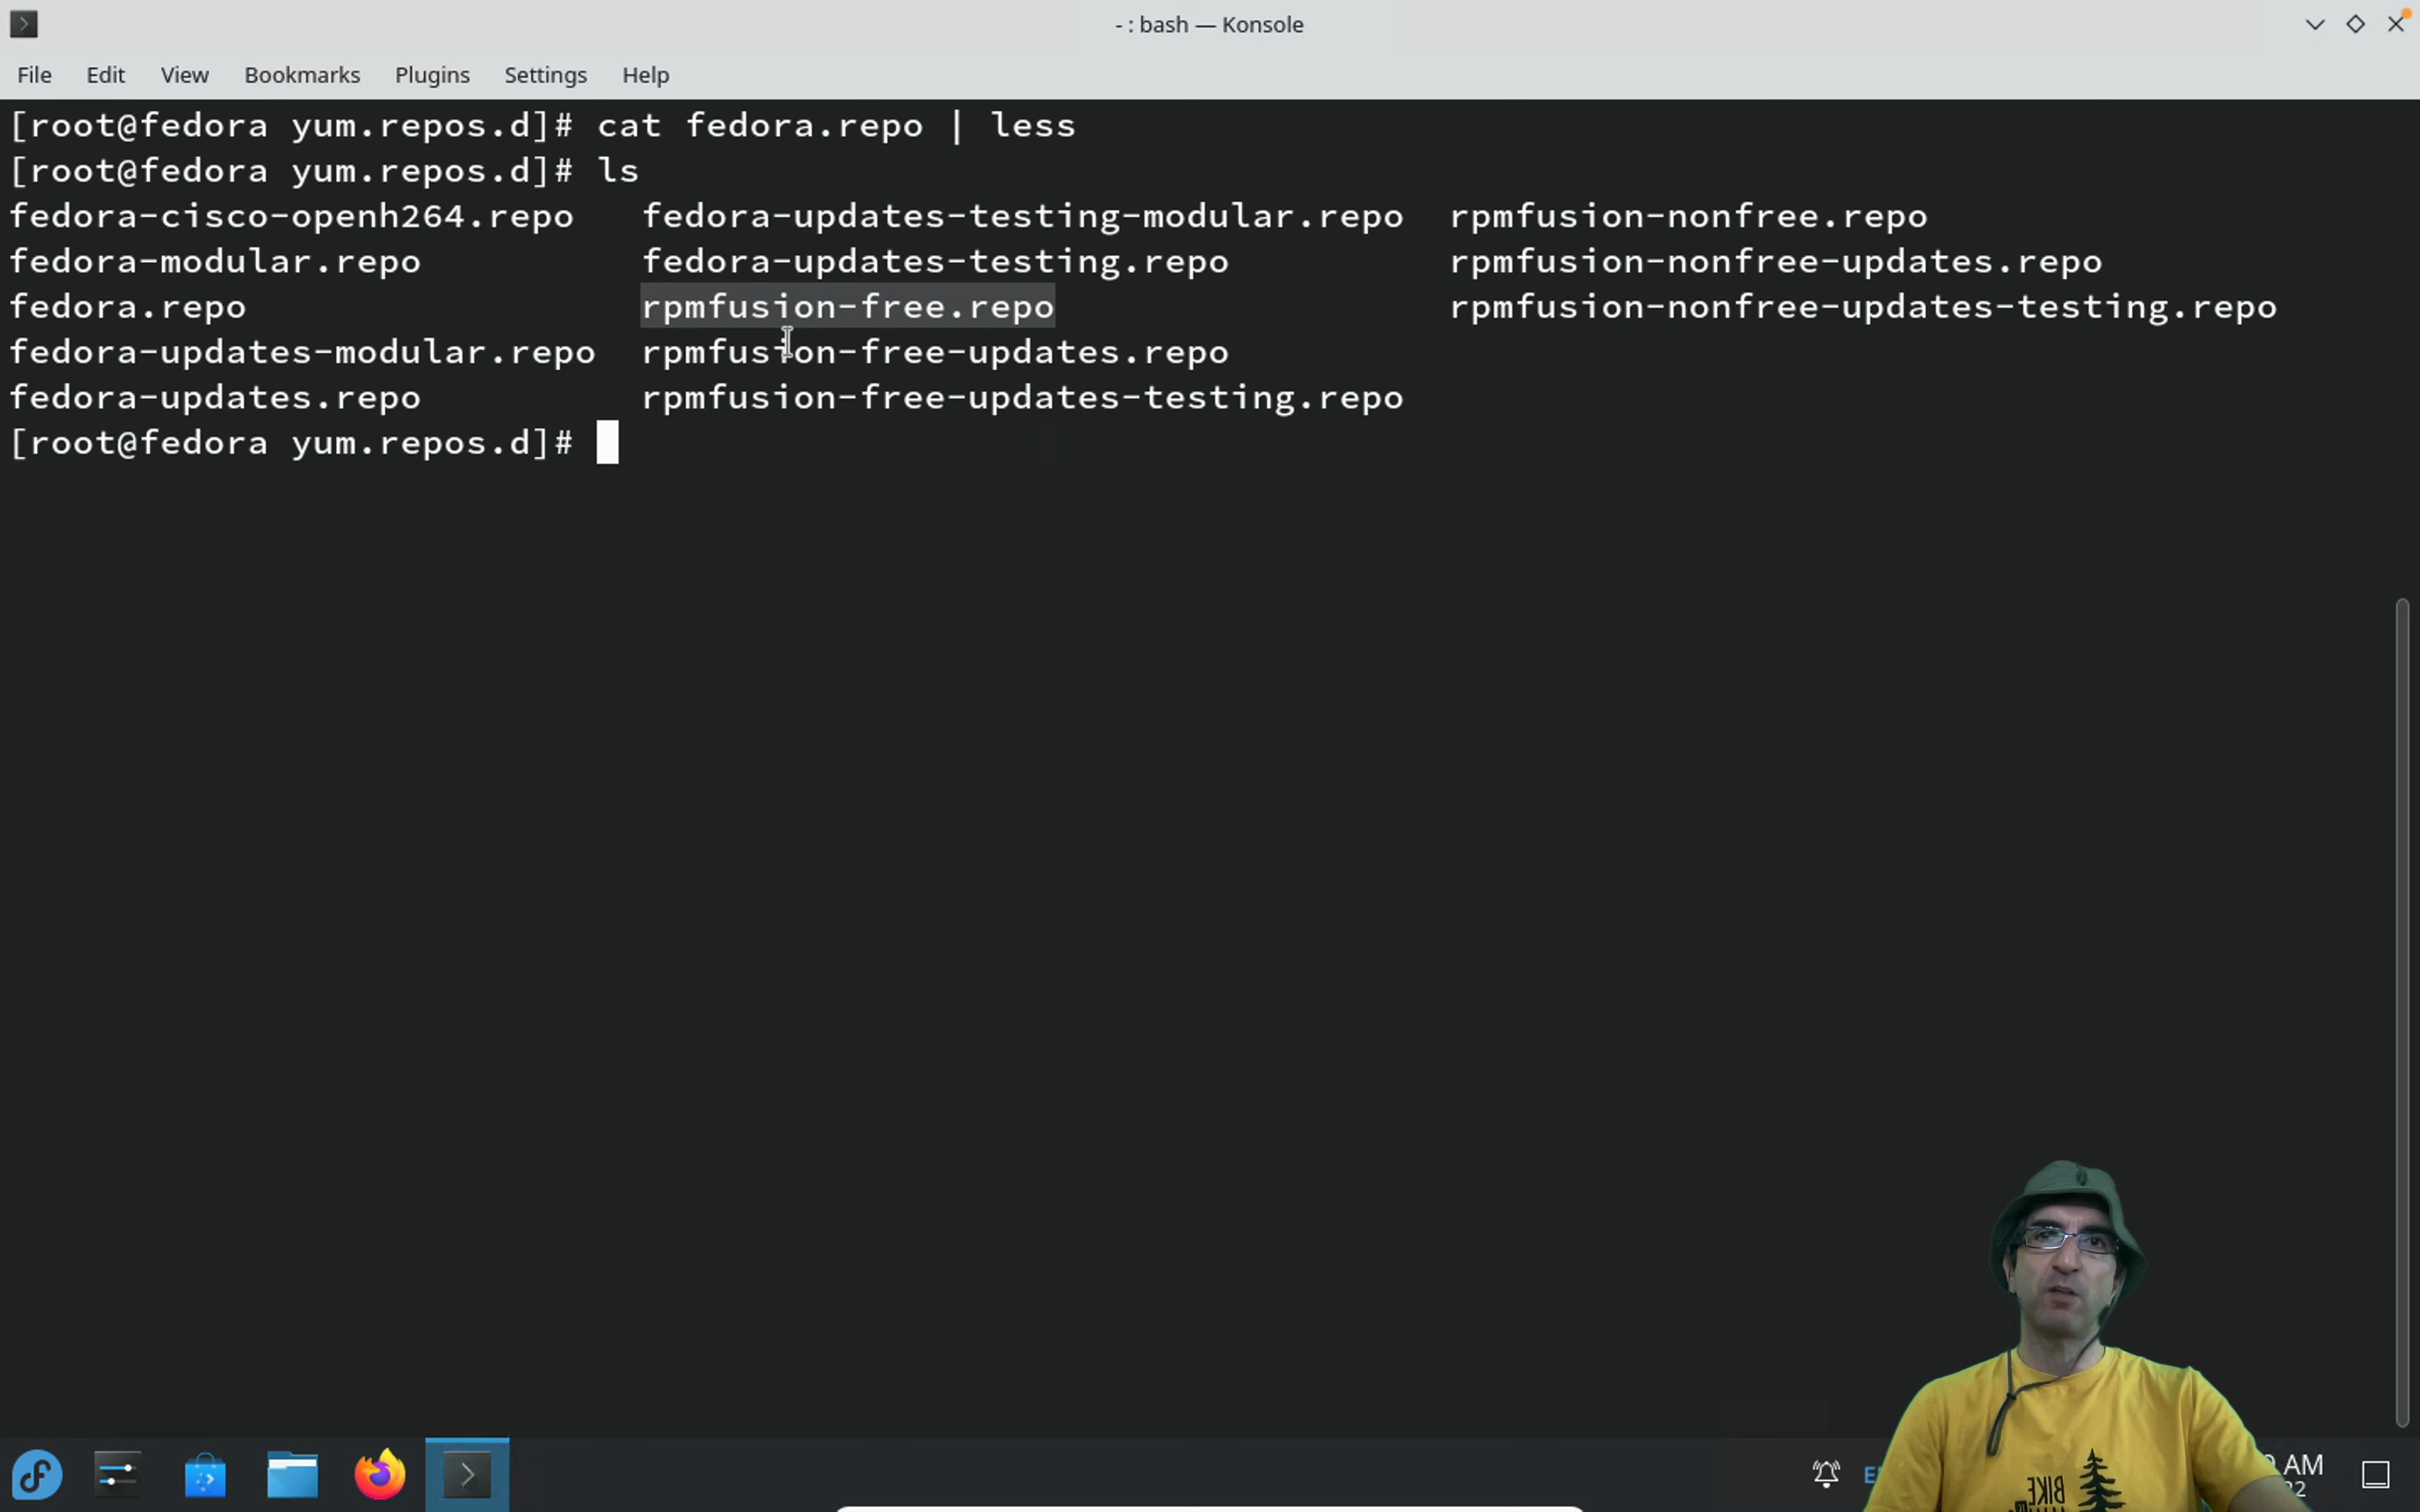 - : bash — Konsole
File Edit View Bookmarks Plugins Settings Help
[root@fedora yum.repos.d]# cat fedora.repo | less
[root@fedora yum.repos.d]# ls
fedora-cisco-openh264.repo fedora-updates-testing-modular.repo rpmfusion-nonfree.repo
fedora-modular.repo fedora-updates-testing.repo rpmfusion-nonfree-updates.repo
fedora.repo rpmfusion-free.repo rpmfusion-nonfree-updates-testing.repo
fedora-updates-modular.repo rpmfusion-free-updates.repo
fedora-updates.repo rpmfusion-free-updates-testing.repo
[root@fedora yum.repos.d]#
AM
BIKE